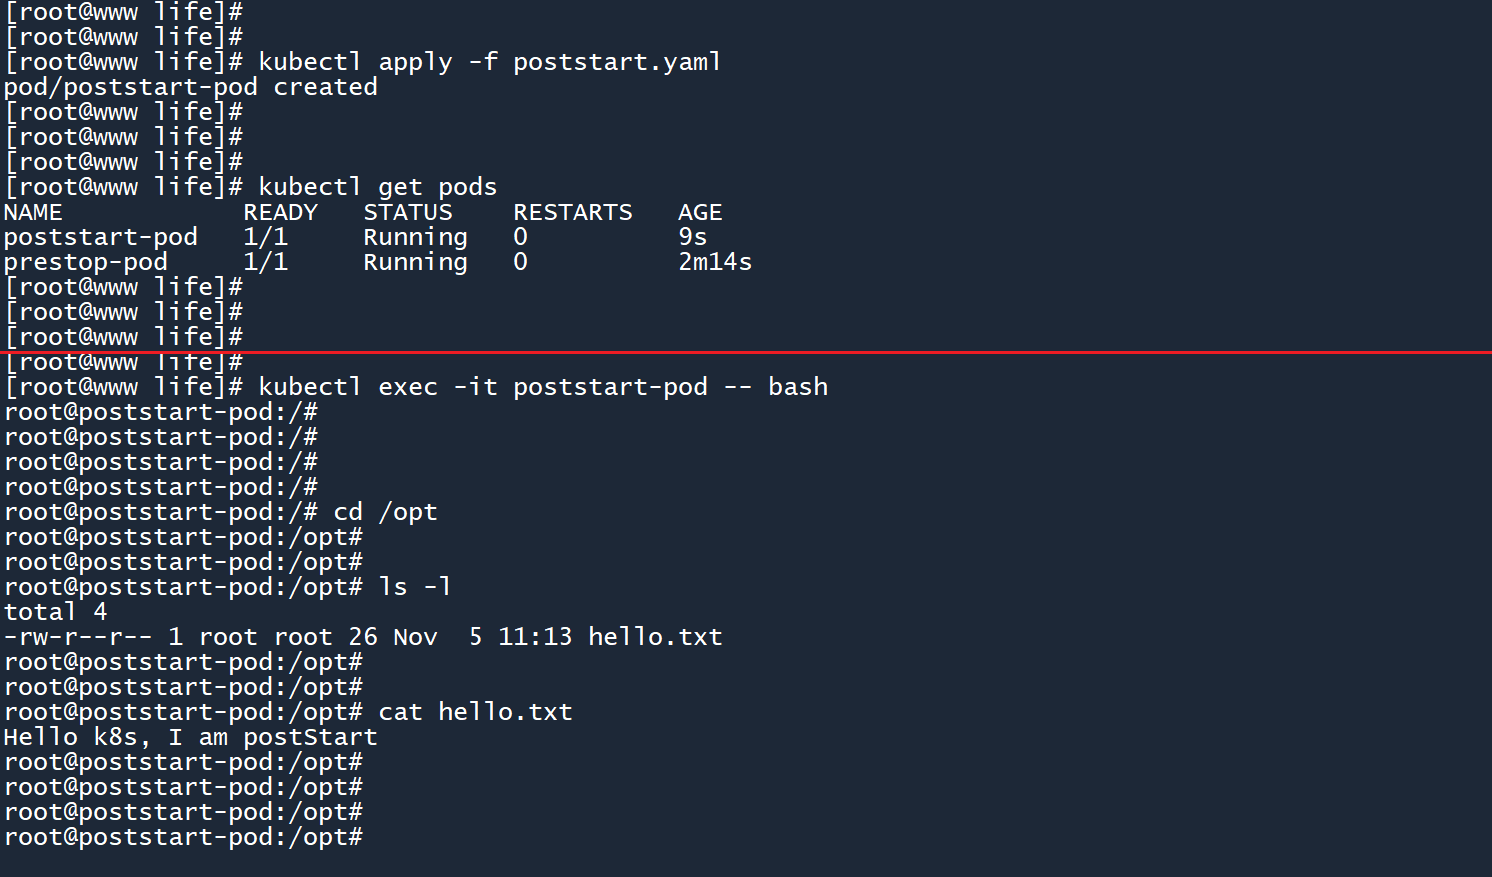 [root@www life]#
[root@www life]#
[root@www life]# kubectl apply -f poststart.yaml
pod/poststart-pod created
[root@www life]#
[root@www life]#
[root@www life]#
[root@www life]# kubectl get pods
NAME                READY   STATUS    RESTARTS   AGE
poststart-pod   1/1     Running   0          9s
prestop-pod     1/1     Running   0          2m14s
[root@www life]#
[root@www life]#
[root@www life]#
[root@www life]#
[root@www life]# kubectl exec -it poststart-pod -- bash
root@poststart-pod:/#
root@poststart-pod:/#
root@poststart-pod:/#
root@poststart-pod:/#
root@poststart-pod:/# cd /opt
root@poststart-pod:/opt#
root@poststart-pod:/opt#
root@poststart-pod:/opt# ls -l
total 4
-rw-r--r-- 1 root root 26 Nov  5 11:13 hello.txt
root@poststart-pod:/opt#
root@poststart-pod:/opt#
root@poststart-pod:/opt# cat hello.txt
Hello k8s, I am postStart
root@poststart-pod:/opt#
root@poststart-pod:/opt#
root@poststart-pod:/opt#
root@poststart-pod:/opt#